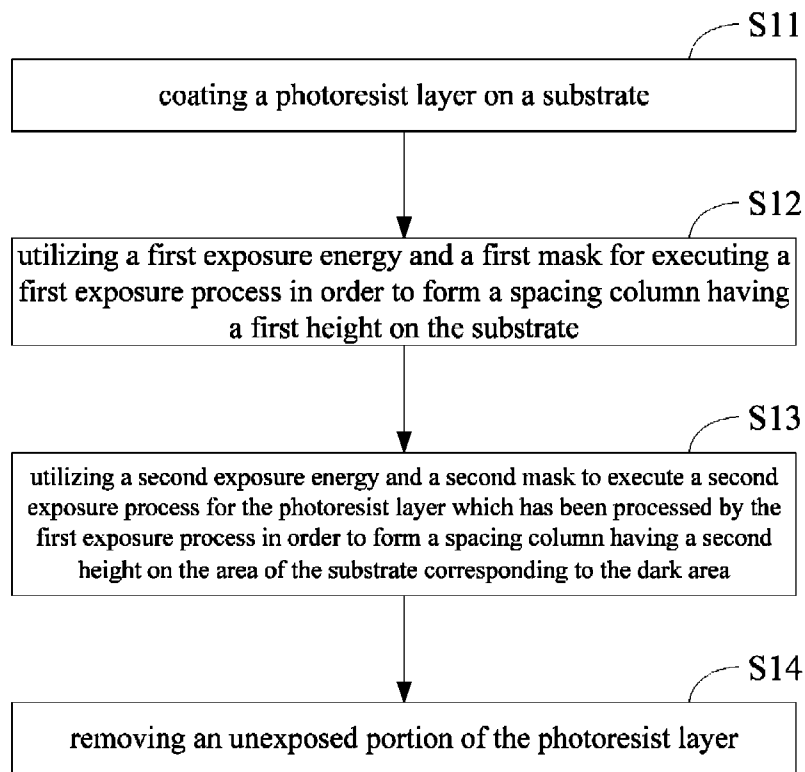 S11
coating a photoresist layer on a substrate
S12
utilizing a first exposure energy and a first mask for executing a
first exposure process in order to form a spacing column having
a first height on the substrate
S13
utilizing a second exposure energy and a second mask to execute a second
exposure process for the photoresist layer which has been processed by the
first exposure process in order to form a spacing column having a second
height on the area of the substrate corresponding to the dark area
S14
removing an unexposed portion of the photoresist layer